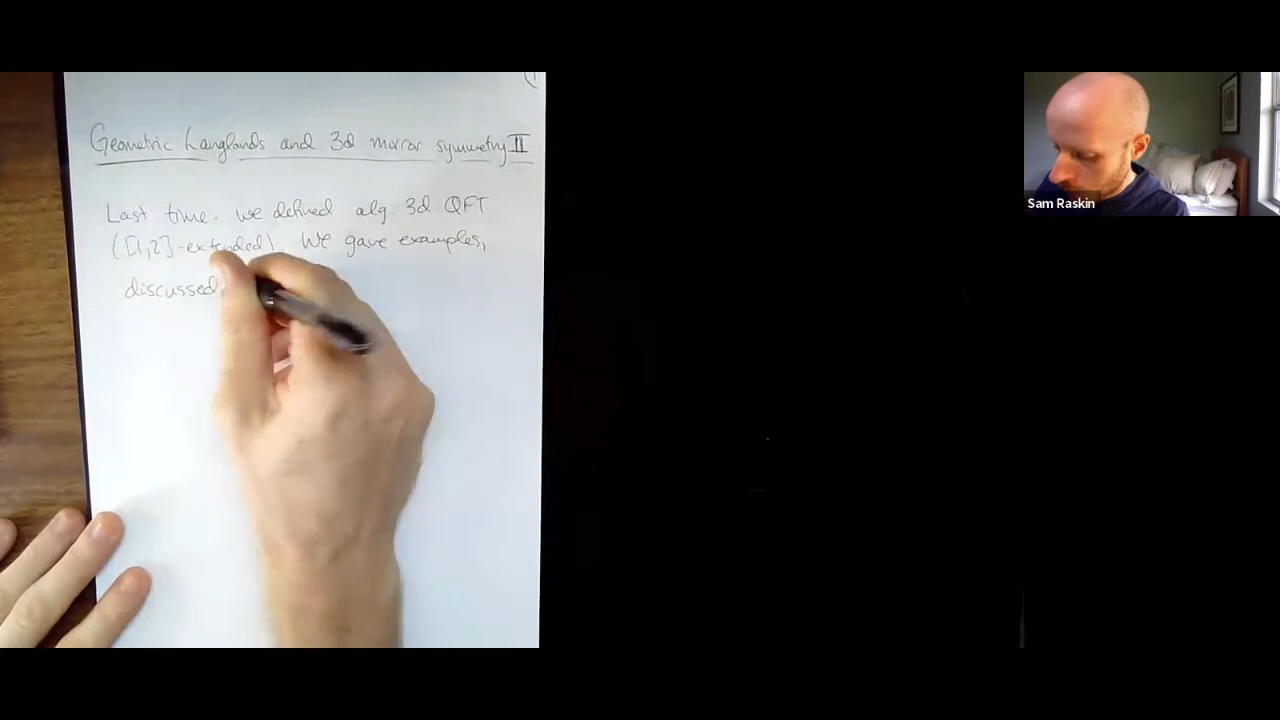 Geometric Langlands and 3d mirror symmetry II
Last time. we defined alg. 3d QFT
([1,2]-extended). We gave examples,
discussed
Sam Raskin